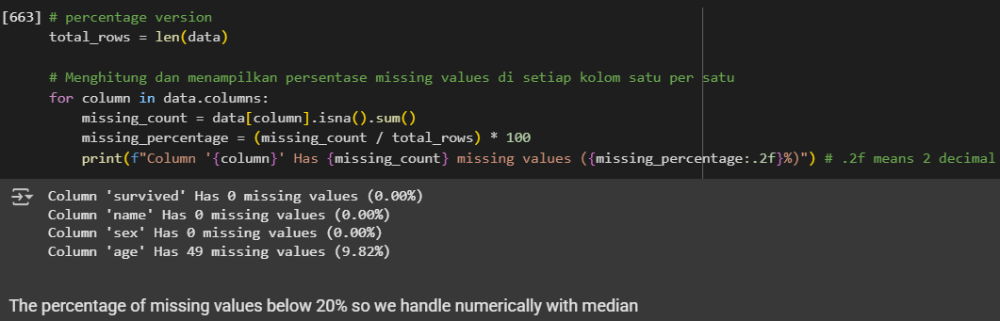 [663] # percentage version
total_rows = len(data)
# Menghitung dan menampilkan persentase missing values di setiap kolom satu per satu
for column in data.columns:
missing_count = data[column].isna().sum()
missing_percentage = (missing_count / total_rows) * 100
print(f"Column '{column}' Has {missing_count} missing values ({missing_percentage:.2f}%)") # .2f means 2 decimal
Column 'survived' Has 0 missing values (0.00%)
Column 'name' Has 0 missing values (0.00%)
Column 'sex' Has 0 missing values (0.00%)
Column 'age' Has 49 missing values (9.82%)
The percentage of missing values below 20% so we handle numerically with median